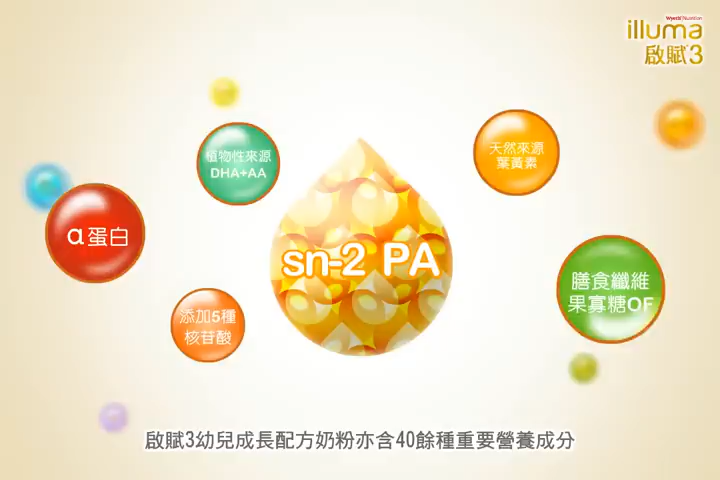 Wyeth Nutrition
illuma
啟賦3
植物性來源
DHA+AA
天然來源
葉黃素
α蛋白
sn-2 PA
膳食纖維
果寡糖OF
添加5種
核苷酸
啟賦3幼兒成長配方奶粉亦含40餘種重要營養成分